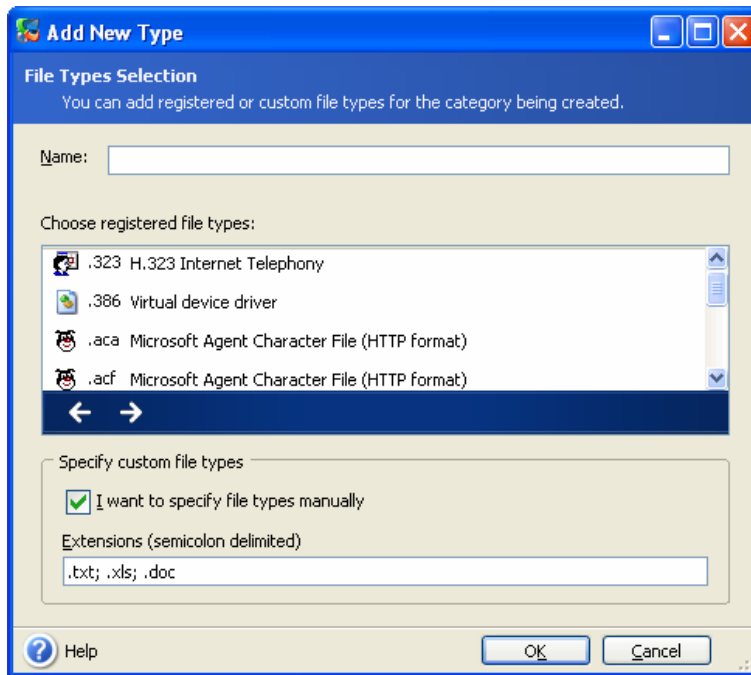 Add New Type
File Types Selection
You can add registered or custom file types for the category being created.
Name:
Choose registered file types:
.323 H.323 Internet Telephony
.386 Virtual device driver
.aca Microsoft Agent Character File (HTTP format)
.acf Microsoft Agent Character File (HTTP format)
Specify custom file types
I want to specify file types manually
Extensions (semicolon delimited)
.txt; .xls; .doc
Help OK Cancel